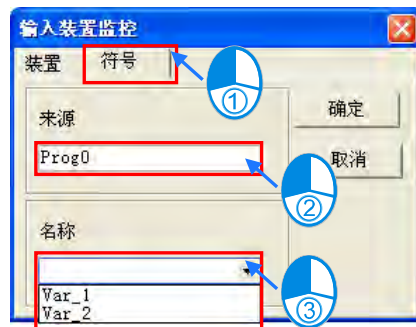 输入装置监控
装置 符号
①
来源
确定
Prog0
取消
②
名称
Var_1
Var_2
③